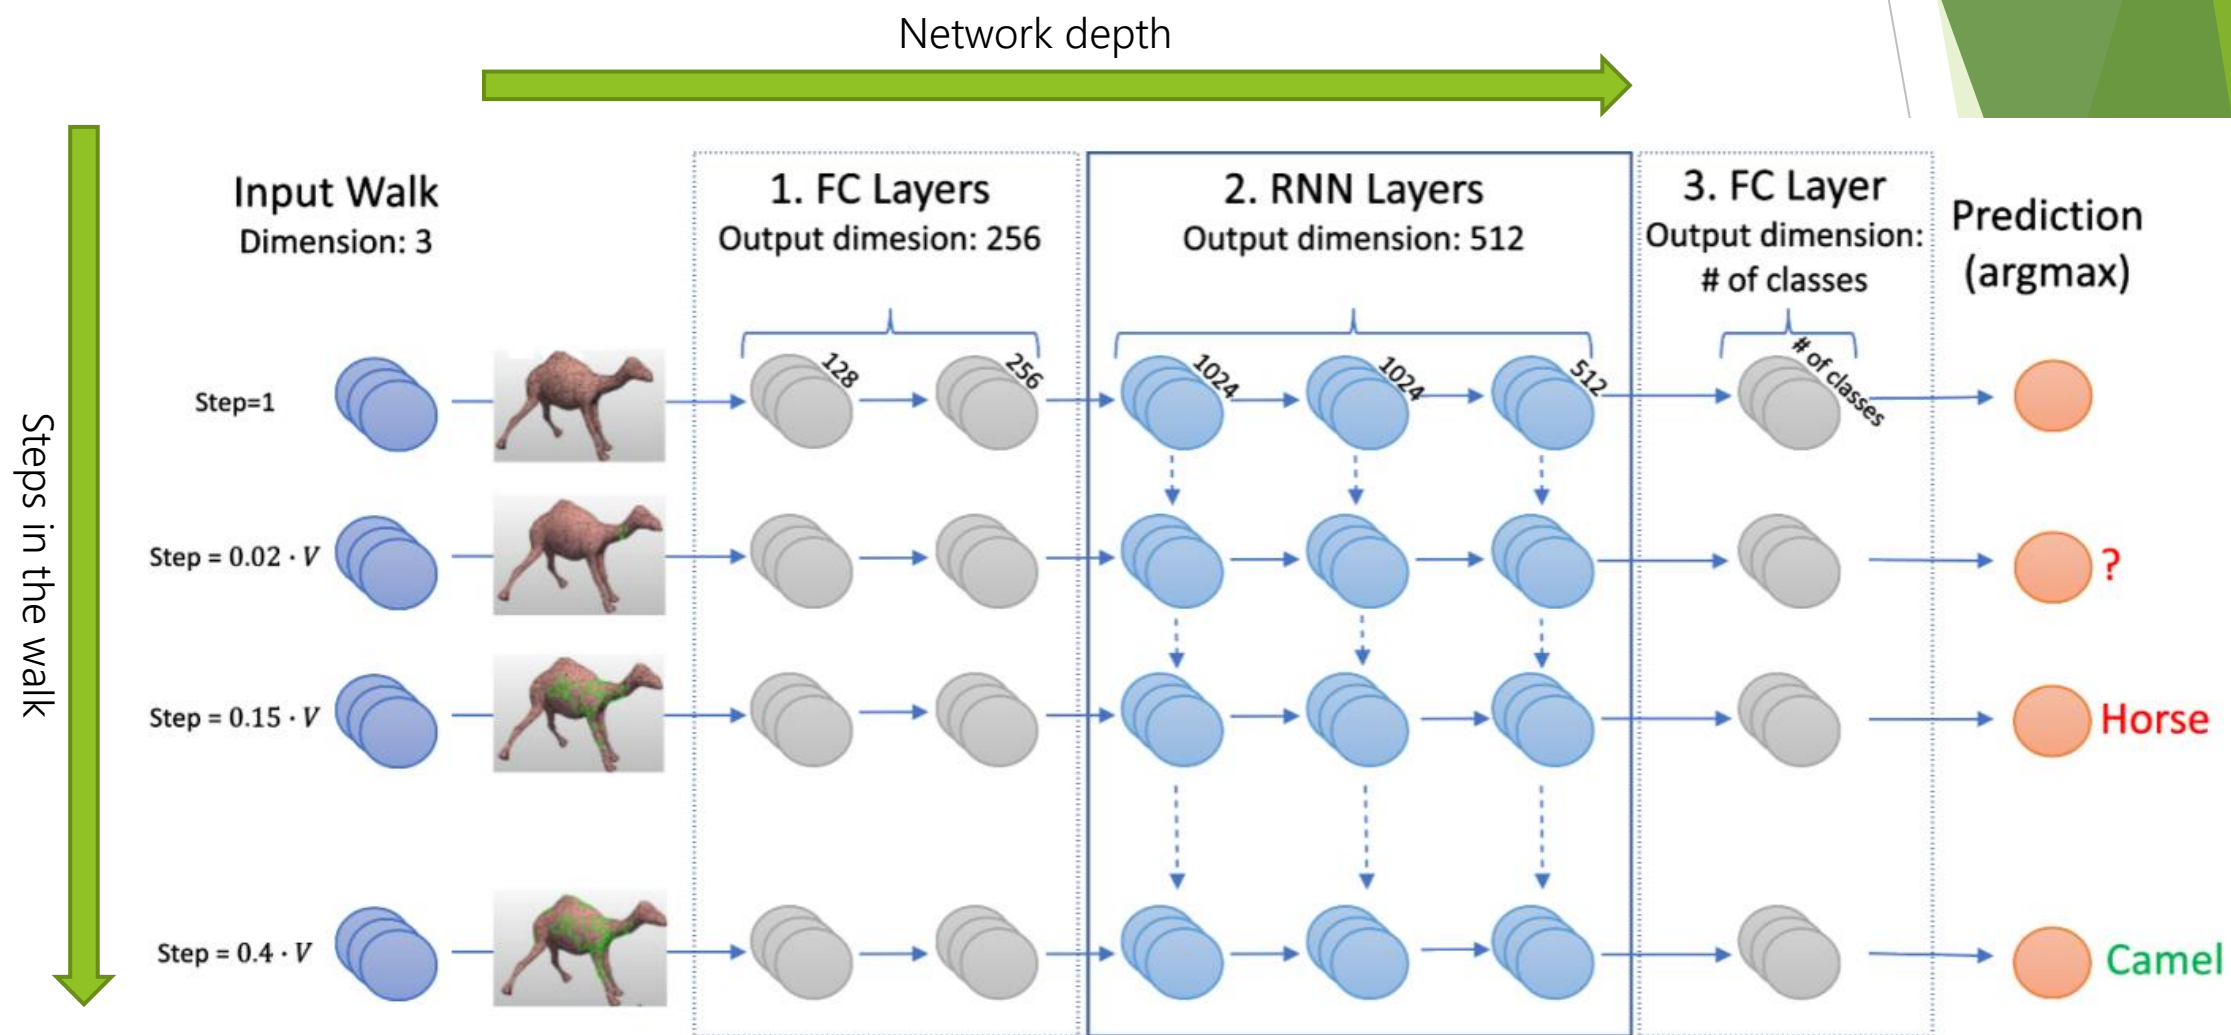 Network depth
Steps in the walk
Input Walk
Dimension: 3
1. FC Layers
Output dimesion: 256
2. RNN Layers
Output dimension: 512
3. FC Layer
Output dimension:
# of classes
Prediction
(argmax)
Step=1
128
256
1024
1024
512
# of classes
Step = 0.02 · V
?
Step = 0.15 · V
Horse
Step = 0.4 · V
Camel